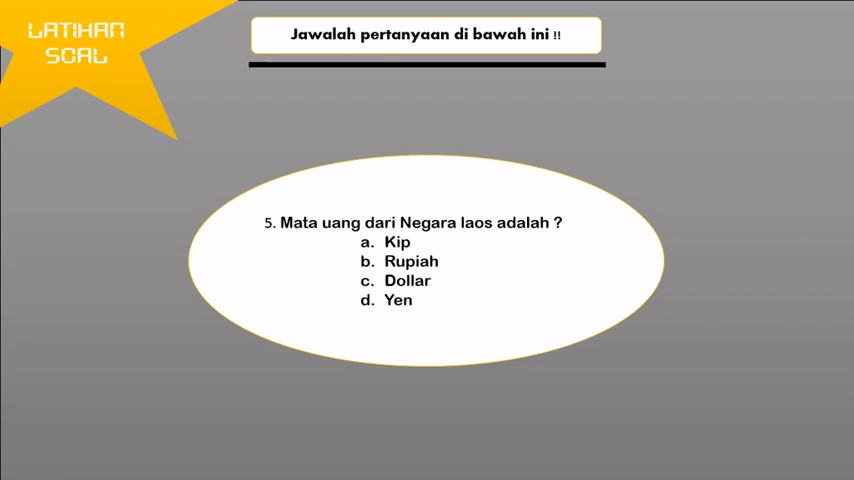 LATIHAN
SOAL
Jawalah pertanyaan di bawah ini !!
5. Mata uang dari Negara laos adalah ?
a. Kip
b. Rupiah
c. Dollar
d. Yen